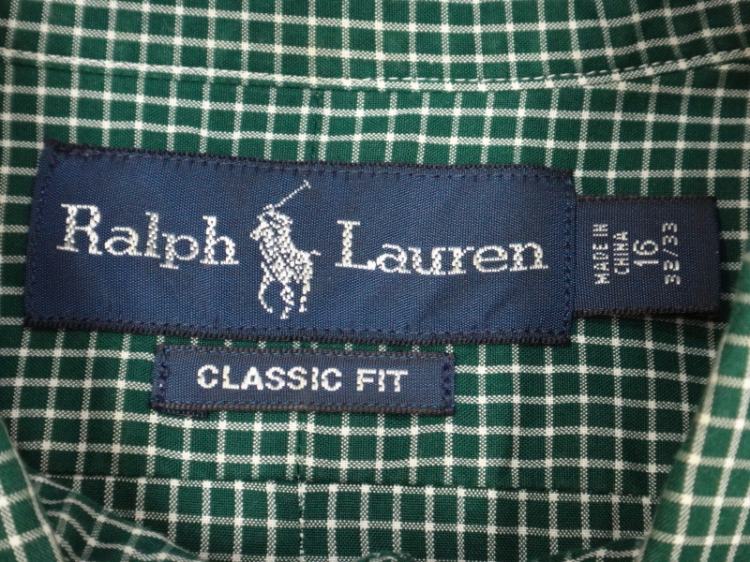 Ralph Lauren
MADE IN
CHINA
16
32/33
CLASSIC FIT